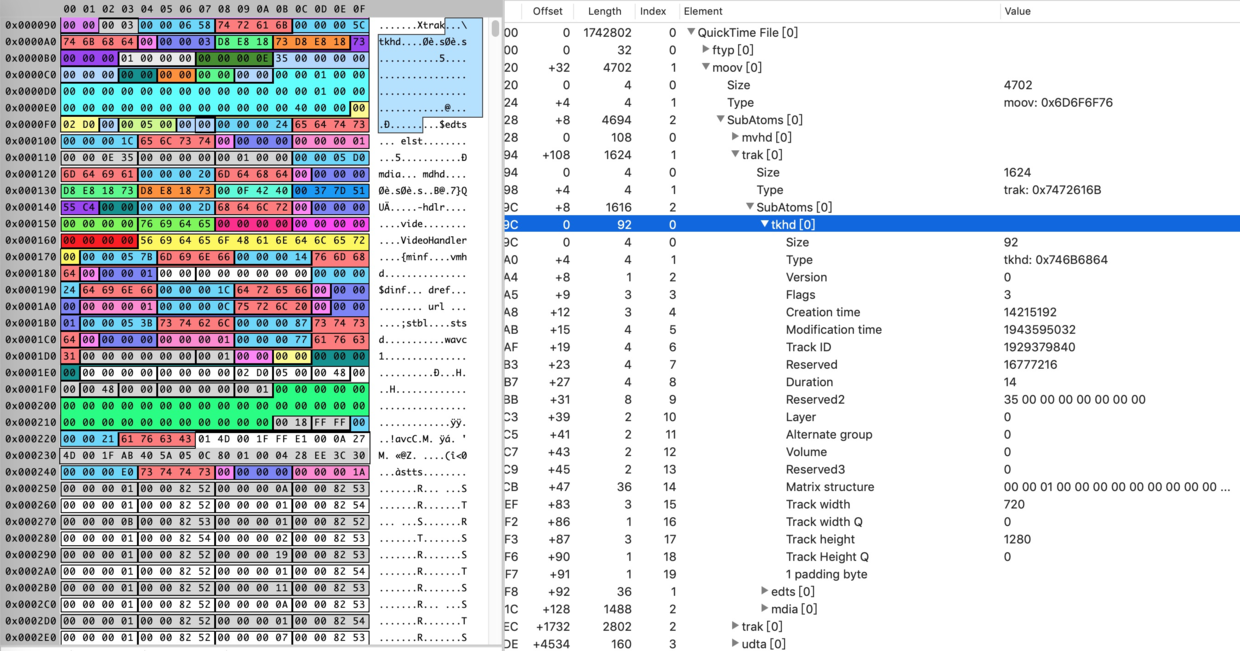 00 01 02 03 04 05 06 07 08 09 0A 0B 0C 0D 0E 0F
0x000090 00 00 00 03 00 00 06 58 74 72 61 6B 00 00 00 5C .......Xtrak...\
0x0000A0 74 6B 68 64 00 00 00 03 D8 E8 18 73 D8 E8 18 73 tkhd....Øè.sØè.s
0x0000B0 00 00 00 01 00 00 00 00 00 00 0E 35 00 00 00 00 ...........5....
0x0000C0 00 00 00 00 00 00 00 00 00 00 00 00 00 01 00 00 ................
0x0000D0 00 00 00 00 00 00 00 00 00 00 00 00 00 01 00 00 ................
0x0000E0 00 00 00 00 00 00 00 00 00 00 00 00 40 00 00 00 ............@...
0x0000F0 02 D0 00 00 05 00 00 00 00 00 00 24 65 64 74 73 .Ð.........$edts
0x000100 00 00 00 1C 65 6C 73 74 00 00 00 00 00 00 00 01 ... elst........
0x000110 00 00 0E 35 00 00 00 00 00 01 00 00 00 00 05 D0 ...5...........Ð
0x000120 6D 64 69 61 00 00 00 20 6D 64 68 64 00 00 00 00 mdia... mdhd....
0x000130 D8 E8 18 73 D8 E8 18 73 00 0F 42 40 00 37 7D 51 Øè.sØè.s..B@.7}Q
0x000140 55 C4 00 00 00 00 00 2D 68 64 6C 72 00 00 00 00 UÄ.....-hdlr....
0x000150 00 00 00 00 76 69 64 65 00 00 00 00 00 00 00 00 ....vide........
0x000160 00 00 00 00 56 69 64 65 6F 48 61 6E 64 6C 65 72 ....VideoHandler
0x000170 00 00 00 05 7B 6D 69 6E 66 00 00 00 14 76 6D 68 ....{minf....vmh
0x000180 64 00 00 00 01 00 00 00 00 00 00 00 00 00 00 00 d...............
0x000190 24 64 69 6E 66 00 00 00 1C 64 72 65 66 00 00 00 $dinf... dref...
0x0001A0 00 00 00 00 01 00 00 00 0C 75 72 6C 20 00 00 00 ....... url ...
0x0001B0 01 00 00 05 3B 73 74 62 6C 00 00 00 87 73 74 73 ....;stbl....sts
0x0001C0 64 00 00 00 00 00 00 00 01 00 00 00 77 61 76 63 d...........wavc
0x0001D0 31 00 00 00 00 00 00 00 01 00 00 00 00 00 00 00 1...............
0x0001E0 00 00 00 00 00 00 00 00 00 02 D0 05 00 00 48 00 ..........Ð...H.
0x0001F0 00 00 48 00 00 00 00 00 00 00 01 00 00 00 00 00 ..H.............
0x000200 00 00 00 00 00 00 00 00 00 00 00 00 00 00 00 00 ................
0x000210 00 00 00 00 00 00 00 00 00 00 00 00 18 FF FF 00 .............ÿÿ.
0x000220 00 00 21 61 76 63 43 01 4D 00 1F FF E1 00 0A 27 ..!avcC.M. ÿá. '
0x000230 4D 00 1F AB 40 5A 05 0C 80 01 00 04 28 EE 3C 30 M. «@Z. ....(î<0
0x000240 00 00 00 E0 73 74 74 73 00 00 00 00 00 00 00 1A ...àstts........
0x000250 00 00 00 01 00 00 82 52 00 00 00 0A 00 00 82 53 .......R... ...S
0x000260 00 00 00 01 00 00 82 52 00 00 00 01 00 00 82 54 .......R.......T
0x000270 00 00 00 0B 00 00 82 53 00 00 00 01 00 00 82 52 ... ...S.......R
0x000280 00 00 00 01 00 00 82 54 00 00 00 02 00 00 82 53 .......T.......S
0x000290 00 00 00 01 00 00 82 52 00 00 00 19 00 00 82 53 .......R.......S
0x0002A0 00 00 00 01 00 00 82 52 00 00 00 01 00 00 82 54 .......R.......T
0x0002B0 00 00 00 01 00 00 82 52 00 00 00 11 00 00 82 53 .......R.......S
0x0002C0 00 00 00 01 00 00 82 52 00 00 00 0A 00 00 82 53 .......R... ...S
0x0002D0 00 00 00 01 00 00 82 52 00 00 00 01 00 00 82 54 .......R.......T
0x0002E0 00 00 00 01 00 00 82 52 00 00 00 07 00 00 82 53 .......R.......S
Offset Length Index Element Value
00 0 1742802 0 QuickTime File [0]
00 0 32 0 ftyp [0]
20 +32 4702 1 moov [0]
20 0 4 0 Size 4702
24 +4 4 1 Type moov: 0x6D6F6F76
28 +8 4694 2 SubAtoms [0]
28 0 108 0 mvhd [0]
94 +108 1624 1 trak [0]
94 0 4 0 Size 1624
98 +4 4 1 Type trak: 0x7472616B
9C +8 1616 2 SubAtoms [0]
9C 0 92 0 tkhd [0]
9C 0 4 0 Size 92
A0 +4 4 1 Type tkhd: 0x746B6864
A4 +8 1 2 Version 0
A5 +9 3 3 Flags 3
A8 +12 3 4 Creation time 14215192
AB +15 4 5 Modification time 1943595032
AF +19 4 6 Track ID 1929379840
B3 +23 4 7 Reserved 16777216
B7 +27 4 8 Duration 14
BB +31 8 9 Reserved2 35 00 00 00 00 00 00 00
C3 +39 2 10 Layer 0
C5 +41 2 11 Alternate group 0
C7 +43 2 12 Volume 0
C9 +45 2 13 Reserved3 0
CB +47 36 14 Matrix structure 00 00 01 00 00 00 00 00 00 00 00 00 ...
EF +83 3 15 Track width 720
F2 +86 1 16 Track width Q 0
F3 +87 3 17 Track height 1280
F6 +90 1 18 Track Height Q 0
F7 +91 1 19 1 padding byte
F8 +92 36 1 edts [0]
1C +128 1488 2 mdia [0]
EC +1732 2802 2 trak [0]
DE +4534 160 3 udta [0]